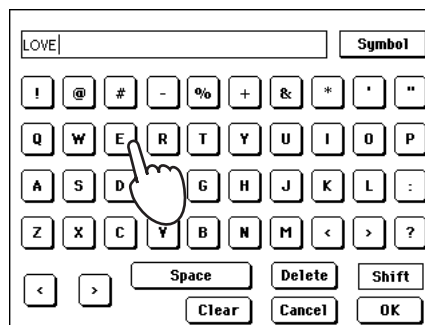 LOVE Symbol
! @ # - % + & * ' "
Q W E R T Y U I O P
A S D G H J K L :
Z X C V B N M < > ?
< > Space Delete Shift
Clear Cancel OK